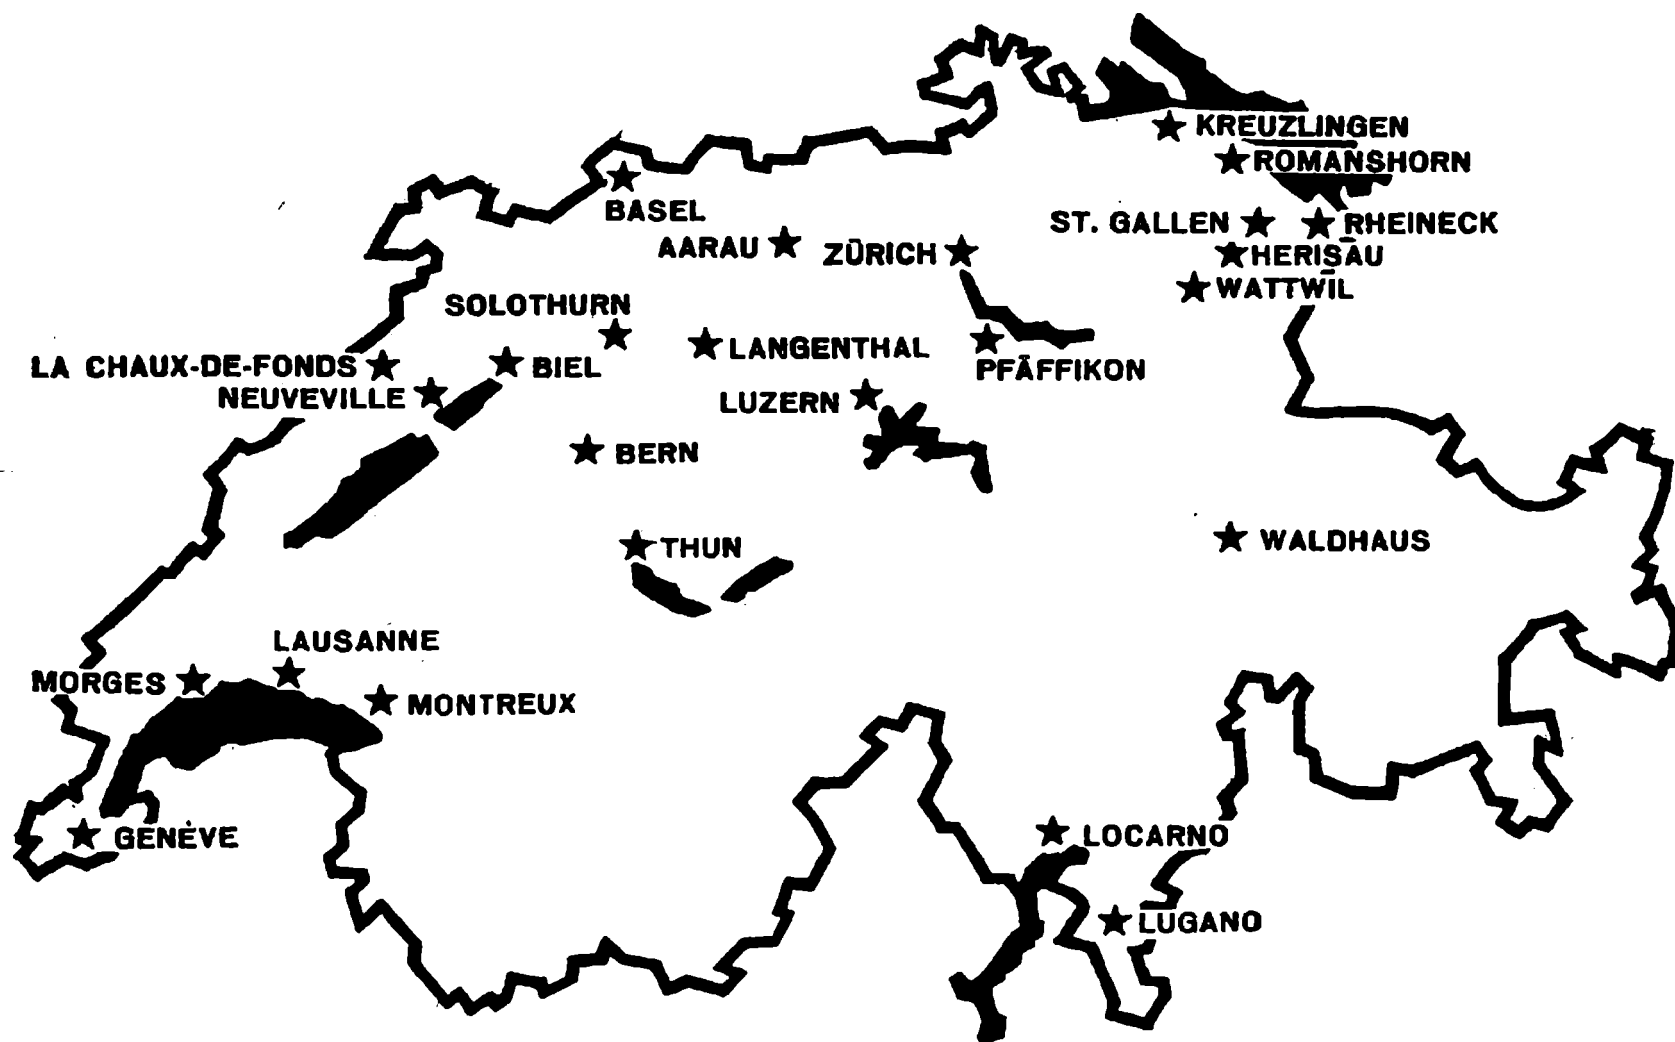 KREUZLINGEN
ROMANSHORN
BASEL
ST. GALLEN
RHEINECK
AARAU
ZÜRICH
HERISAU
WATTWIL
SOLOTHURN
LANGENTHAL
LA CHAUX-DE-FONDS
BIEL
PFÄFFIKON
NEUVEVILLE
LUZERN
BERN
THUN
WALDHAUS
LAUSANNE
MORGES
MONTREUX
GENÈVE
LOCARNO
LUGANO